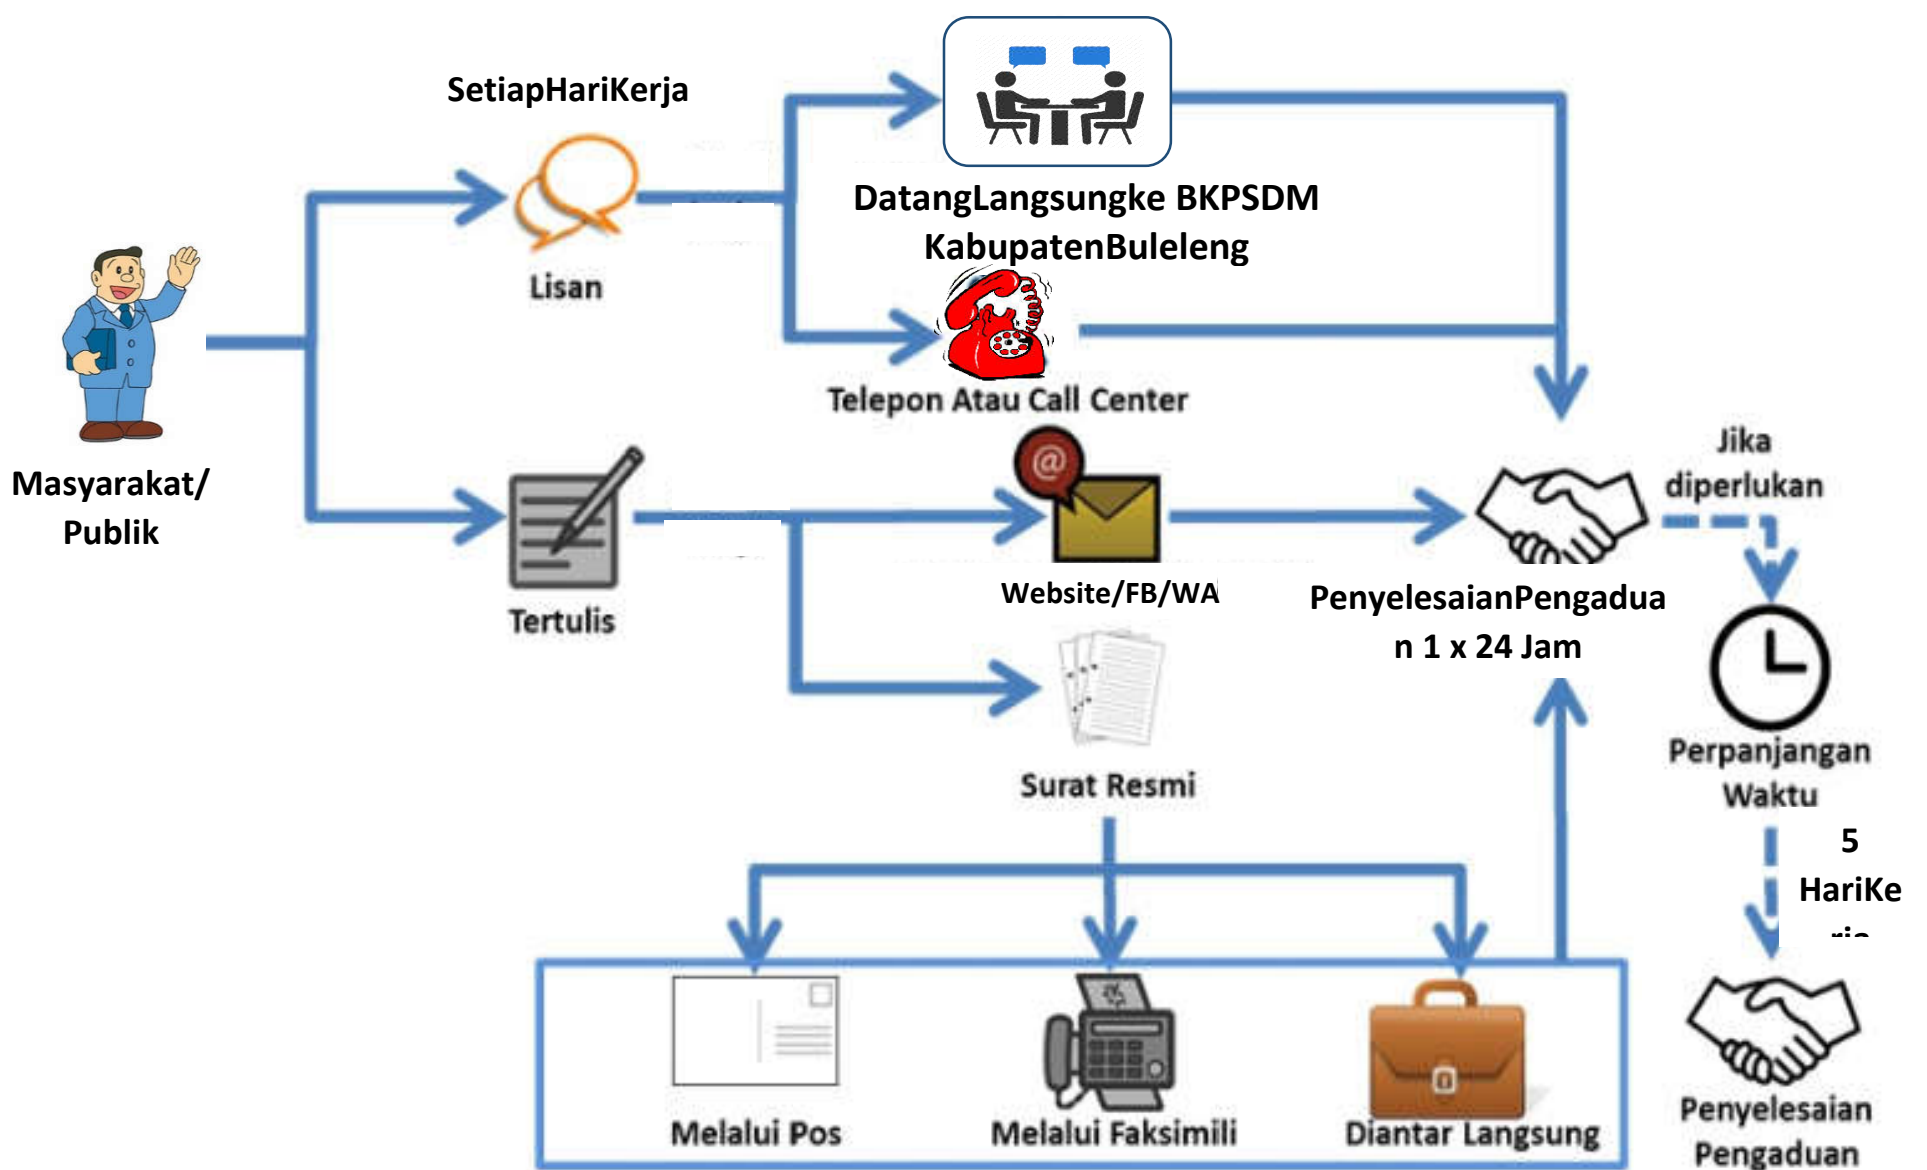 SetiapHariKerja
DatangLangsungke BKPSDM
KabupatenBuleleng
Lisan
Telepon Atau Call Center
Masyarakat/
Publik
Jika
diperlukan
@
Website/FB/WA
Tertulis
PenyelesaianPengadua
n 1 x 24 Jam
Perpanjangan
Waktu
Surat Resmi
5
HariKe
Melalui Pos
Melalui Faksimili
Diantar Langsung
Penyelesaian
Pengaduan